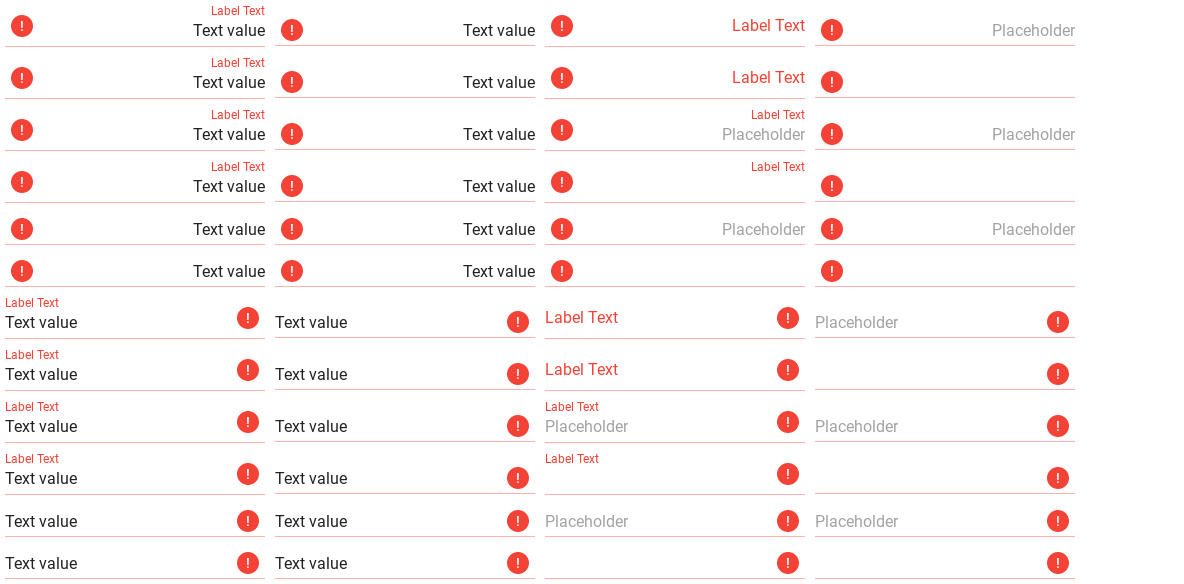 Label Text
! Text value ! Text value ! Label Text ! Placeholder
Label Text
! Text value ! Text value ! Label Text !
Label Text Label Text
! Text value ! Text value ! Placeholder ! Placeholder
Label Text Label Text
! Text value ! Text value ! !
! Text value ! Text value ! Placeholder ! Placeholder
! Text value ! Text value ! !
Label Text
Text value ! Text value ! Label Text ! Placeholder !
Label Text
Text value ! Text value ! Label Text ! !
Label Text Label Text
Text value ! Text value ! Placeholder ! Placeholder !
Label Text Label Text
Text value ! Text value ! ! !
Text value ! Text value ! Placeholder ! Placeholder !
Text value ! Text value ! ! !